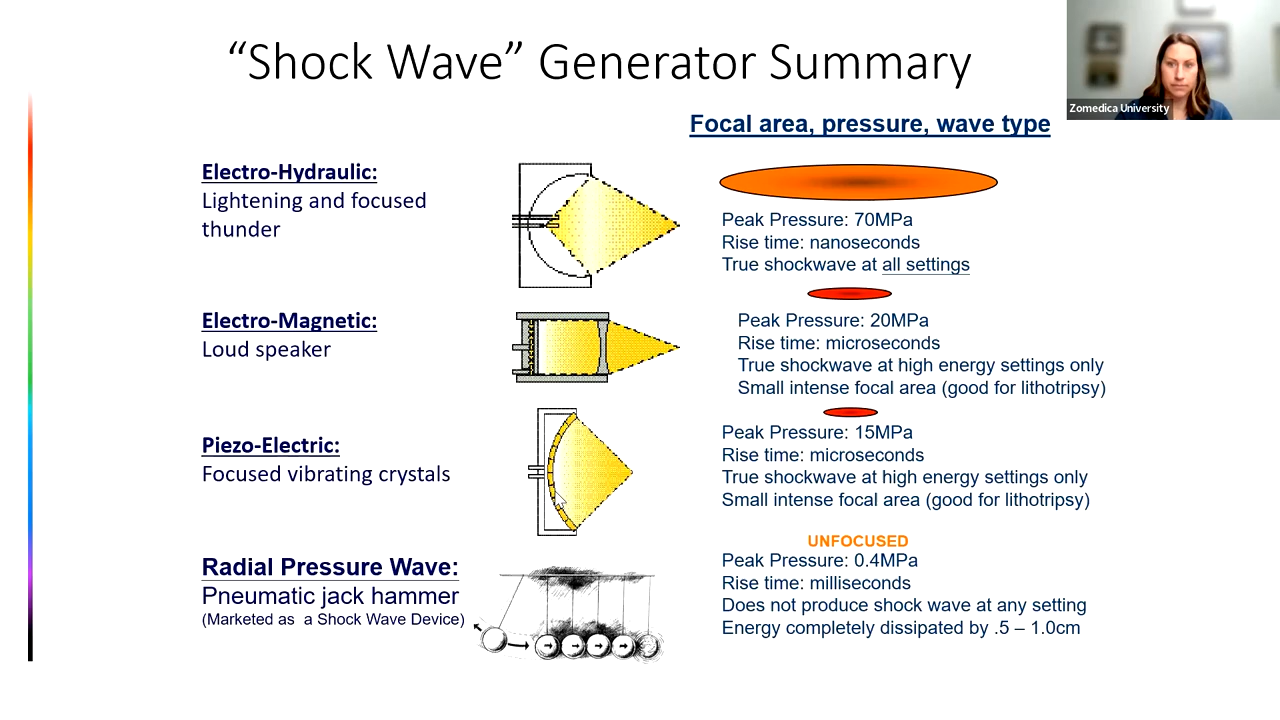 “Shock Wave” Generator Summary
Zomedica University
Focal area, pressure, wave type
Electro-Hydraulic:
Lightening and focused
thunder
Peak Pressure: 70MPa
Rise time: nanoseconds
True shockwave at all settings
Electro-Magnetic:
Loud speaker
Peak Pressure: 20MPa
Rise time: microseconds
True shockwave at high energy settings only
Small intense focal area (good for lithotripsy)
Piezo-Electric:
Focused vibrating crystals
Peak Pressure: 15MPa
Rise time: microseconds
True shockwave at high energy settings only
Small intense focal area (good for lithotripsy)
Radial Pressure Wave:
Pneumatic jack hammer
(Marketed as a Shock Wave Device)
UNFOCUSED
Peak Pressure: 0.4MPa
Rise time: milliseconds
Does not produce shock wave at any setting
Energy completely dissipated by .5 – 1.0cm